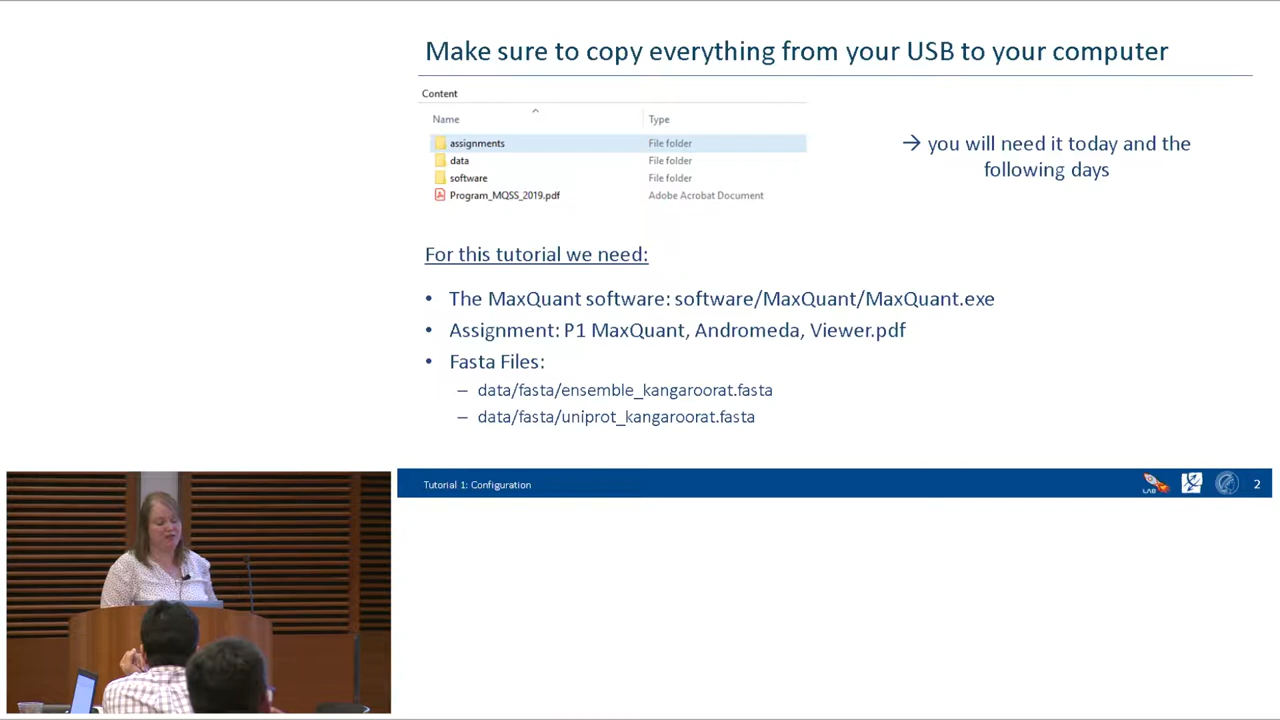 Make sure to copy everything from your USB to your computer
Content
Name Type
assignments File folder
data File folder
software File folder
Program_MQSS_2019.pdf Adobe Acrobat Document
→ you will need it today and the
following days
For this tutorial we need:
• The MaxQuant software: software/MaxQuant/MaxQuant.exe
• Assignment: P1 MaxQuant, Andromeda, Viewer.pdf
• Fasta Files:
– data/fasta/ensemble_kangaroorat.fasta
– data/fasta/uniprot_kangaroorat.fasta
Tutorial 1: Configuration
LAB
2